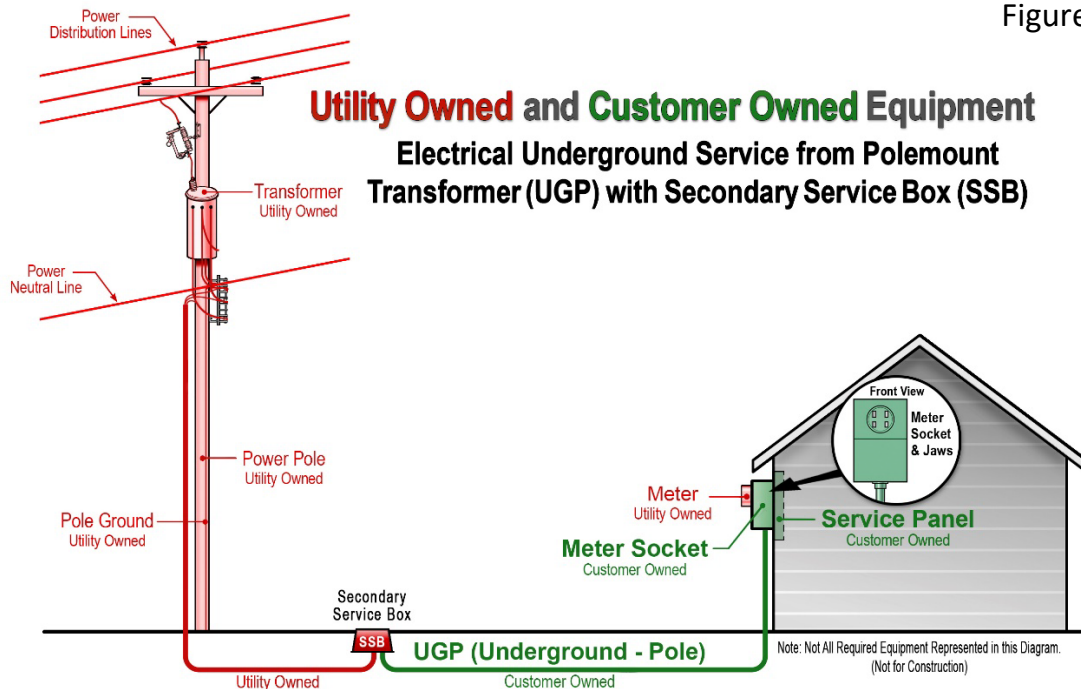 Figure
Power
Distribution Lines
Utility Owned and Customer Owned Equipment
Electrical Underground Service from Polemount
Transformer (UGP) with Secondary Service Box (SSB)
Transformer
Utility Owned
Power
Neutral Line
Front View
Meter
Socket
& Jaws
Power Pole
Utility Owned
Meter
Utility Owned
Pole Ground
Utility Owned
Service Panel
Customer Owned
Meter Socket
Customer Owned
Secondary
Service Box
SSB
UGP (Underground - Pole)
Note: Not All Required Equipment Represented in this Diagram.
(Not for Construction)
Utility Owned
Customer Owned